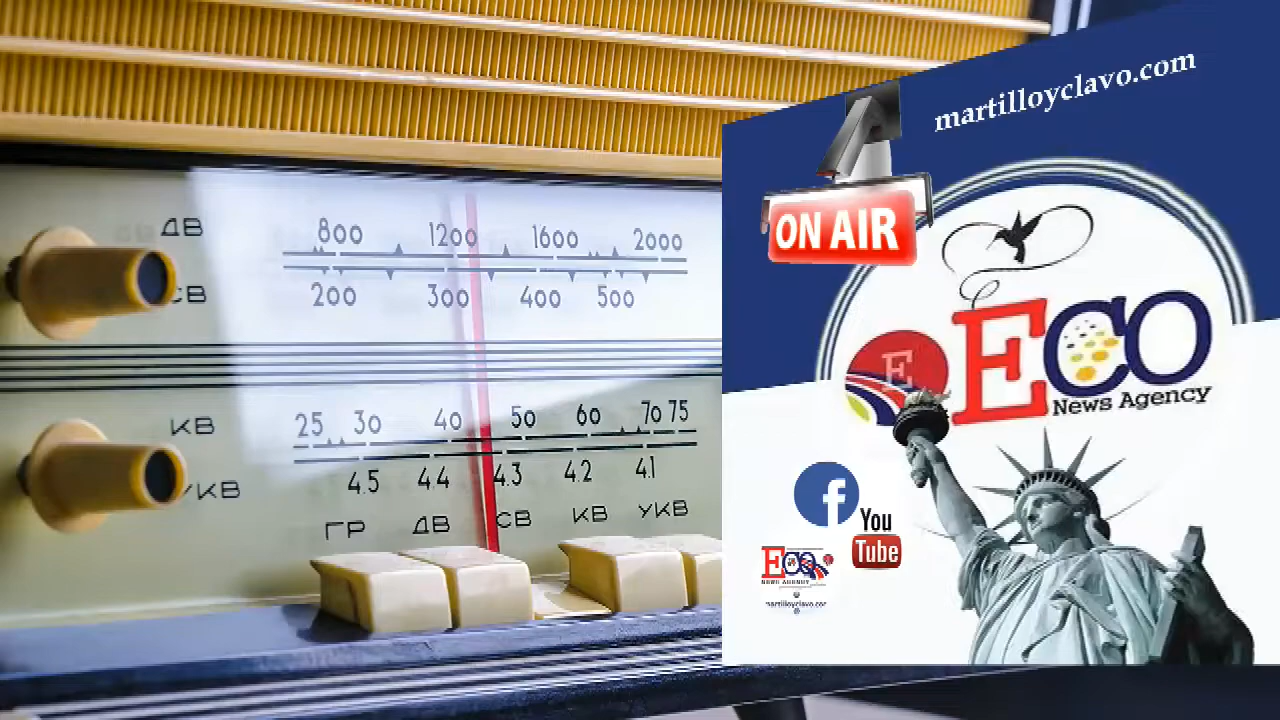 ДВ
СВ
800 1200 1600 2000
200 300 400 500
КВ
УКВ
25 30 40 50 60 70 75
4.5 4.4 4.3 4.2 4.1
ГР ДВ СВ КВ УКВ
martilloyclavo.com
ON AIR
E
ECO
News Agency
f
You
Tube
ECO
NEWS AGENCY
martilloyclavo.com